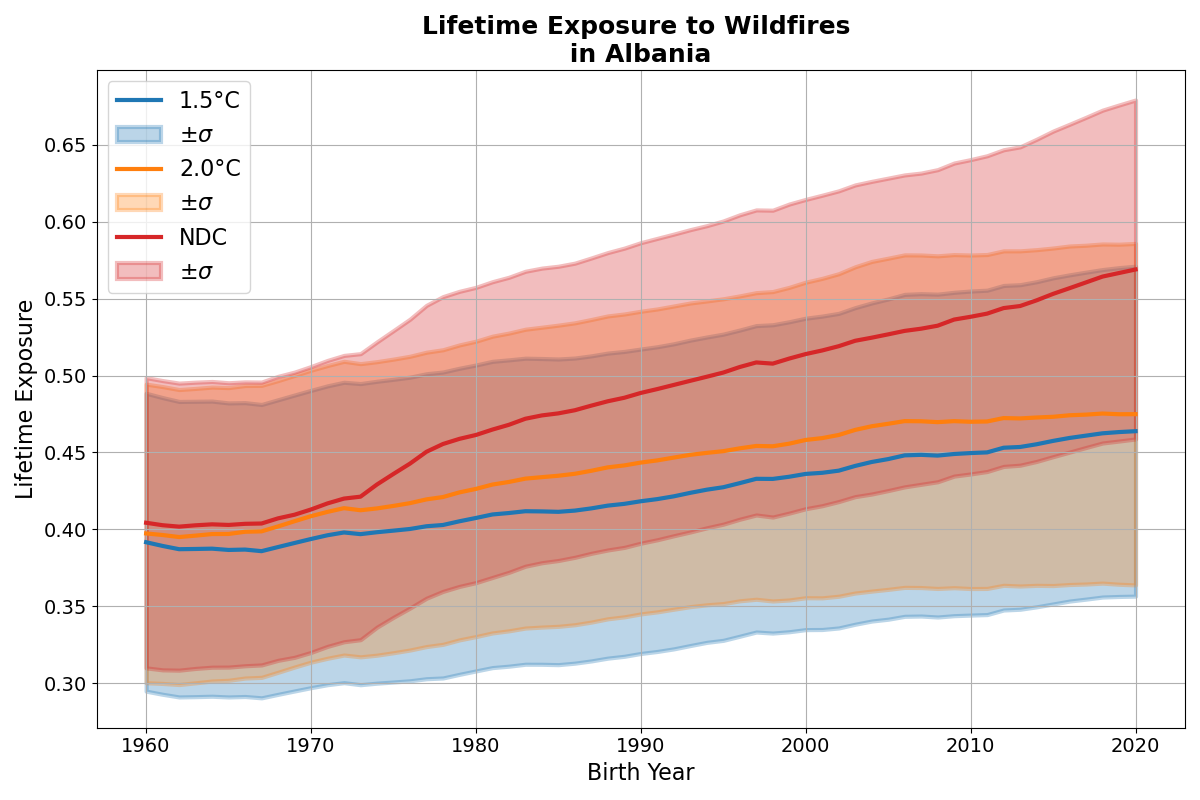 Lifetime Exposure to Wildfires
in Albania
1.5°C
±σ
2.0°C
±σ
NDC
±σ
Lifetime Exposure
0.65
0.60
0.55
0.50
0.45
0.40
0.35
0.30
1960
1970
1980
1990
2000
2010
2020
Birth Year